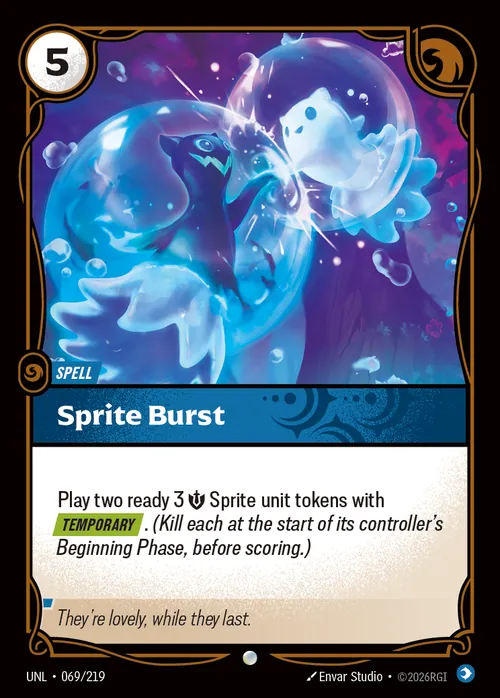 5
SPELL
Sprite Burst
Play two ready 3 Sprite unit tokens with
TEMPORARY. (Kill each at the start of its controller's
Beginning Phase, before scoring.)
They're lovely, while they last.
UNL • 069/219
Envar Studio • ©2026RGI